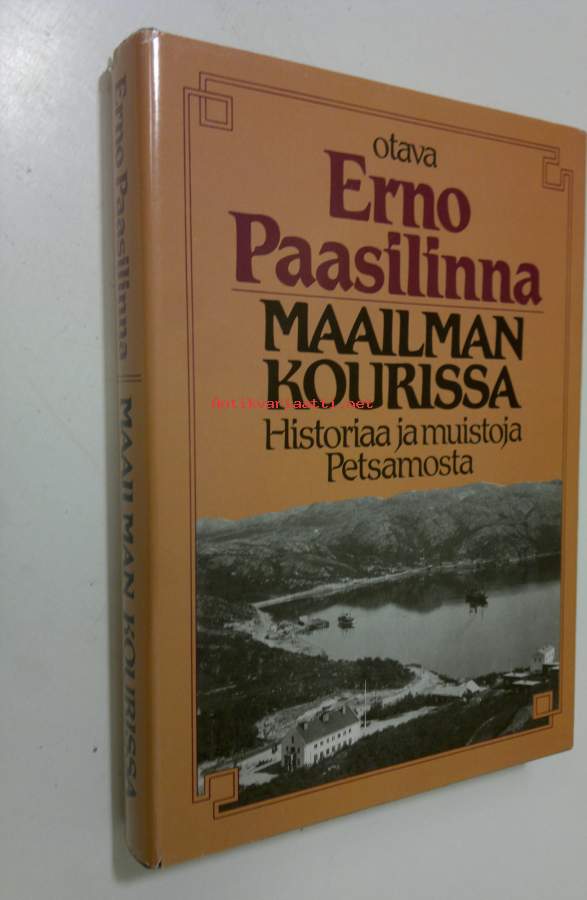 otava
Erno
Paasilinna
MAAILMAN
KOURISSA
Antikvariaatti.net
Historiaa ja muistoja
Petsamosta
Erno Paasilinna MAAILMAN KOURISSA